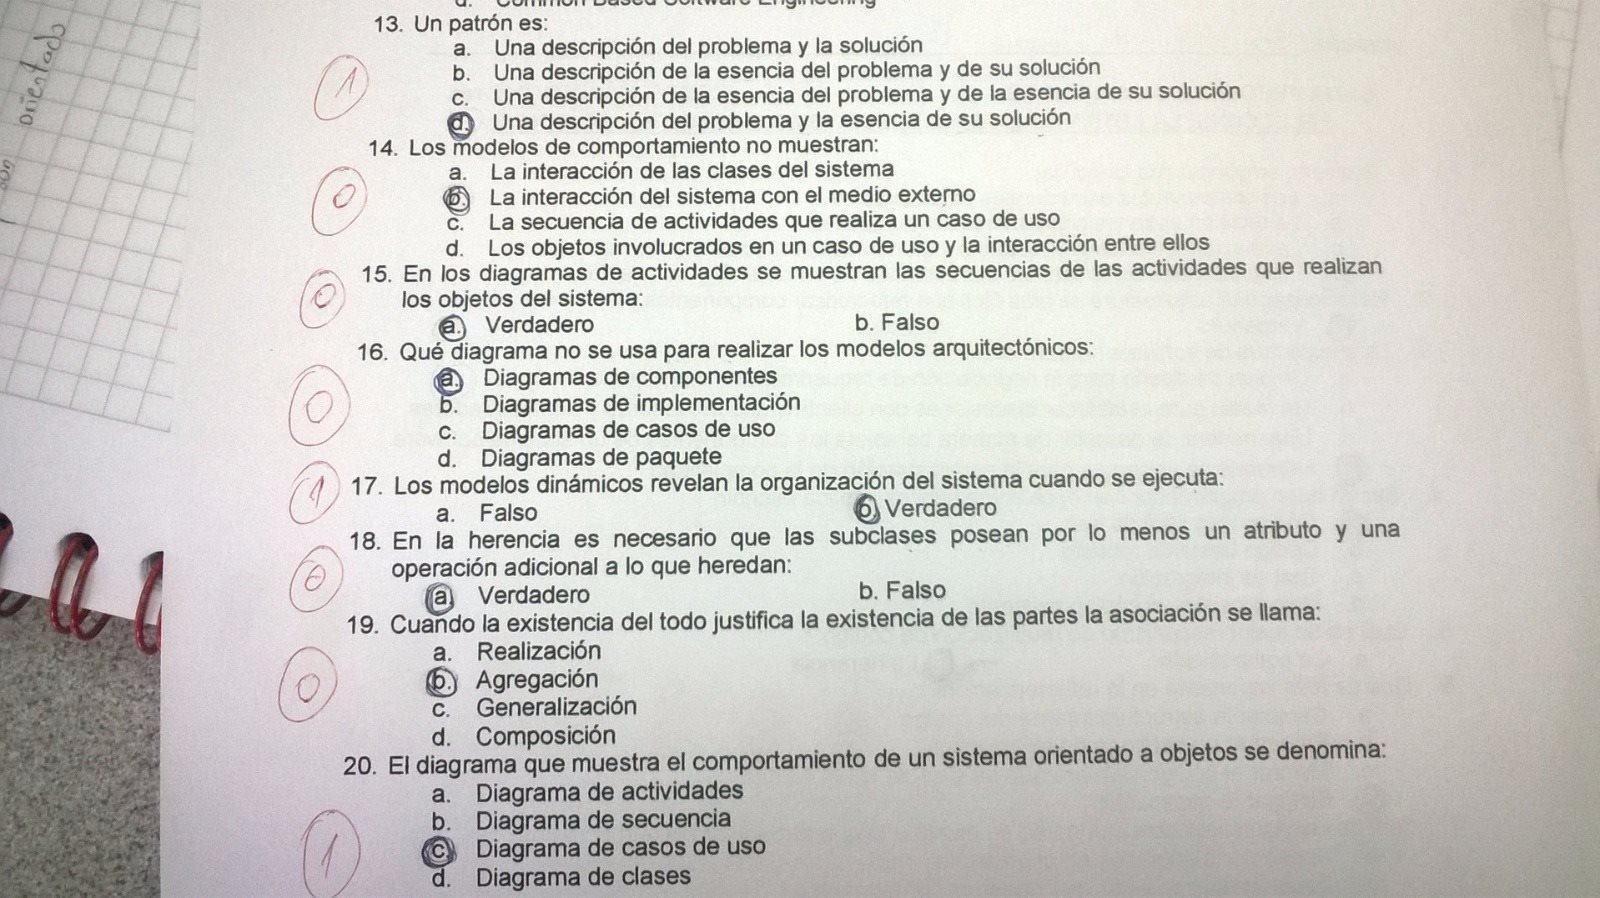 d. Common Based Software Engineering
13. Un patrón es:
a. Una descripción del problema y la solución
b. Una descripción de la esencia del problema y de su solución
c. Una descripción de la esencia del problema y de la esencia de su solución
d. Una descripción del problema y la esencia de su solución
1
14. Los modelos de comportamiento no muestran:
a. La interacción de las clases del sistema
b. La interacción del sistema con el medio externo
c. La secuencia de actividades que realiza un caso de uso
d. Los objetos involucrados en un caso de uso y la interacción entre ellos
0
15. En los diagramas de actividades se muestran las secuencias de las actividades que realizan
los objetos del sistema:
0
a. Verdadero b. Falso
16. Qué diagrama no se usa para realizar los modelos arquitectónicos:
a. Diagramas de componentes
b. Diagramas de implementación
0
c. Diagramas de casos de uso
d. Diagramas de paquete
17. Los modelos dinámicos revelan la organización del sistema cuando se ejecuta:
1
a. Falso b. Verdadero
18. En la herencia es necesario que las subclases posean por lo menos un atributo y una
operación adicional a lo que heredan:
0
a. Verdadero b. Falso
19. Cuando la existencia del todo justifica la existencia de las partes la asociación se llama:
a. Realización
b. Agregación
0
c. Generalización
d. Composición
20. El diagrama que muestra el comportamiento de un sistema orientado a objetos se denomina:
a. Diagrama de actividades
b. Diagrama de secuencia
c. Diagrama de casos de uso
1
d. Diagrama de clases
orientado